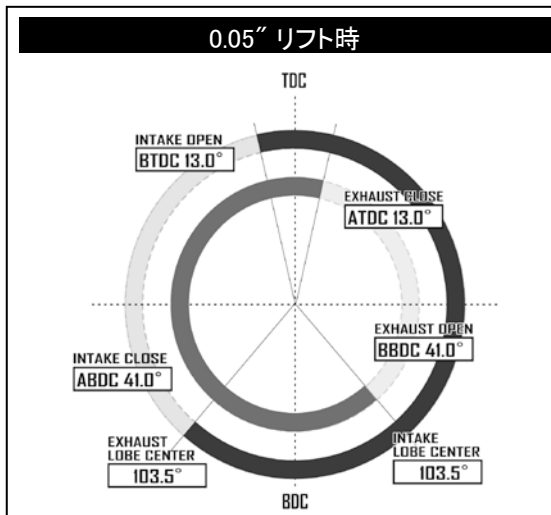 0.05″ リフト時
TDC
INTAKE OPEN
BTDC 13.0°
EXHAUST CLOSE
ATDC 13.0°
EXHAUST OPEN
BBDC 41.0°
INTAKE CLOSE
ABDC 41.0°
EXHAUST
LOBE CENTER
103.5°
INTAKE
LOBE CENTER
103.5°
BDC